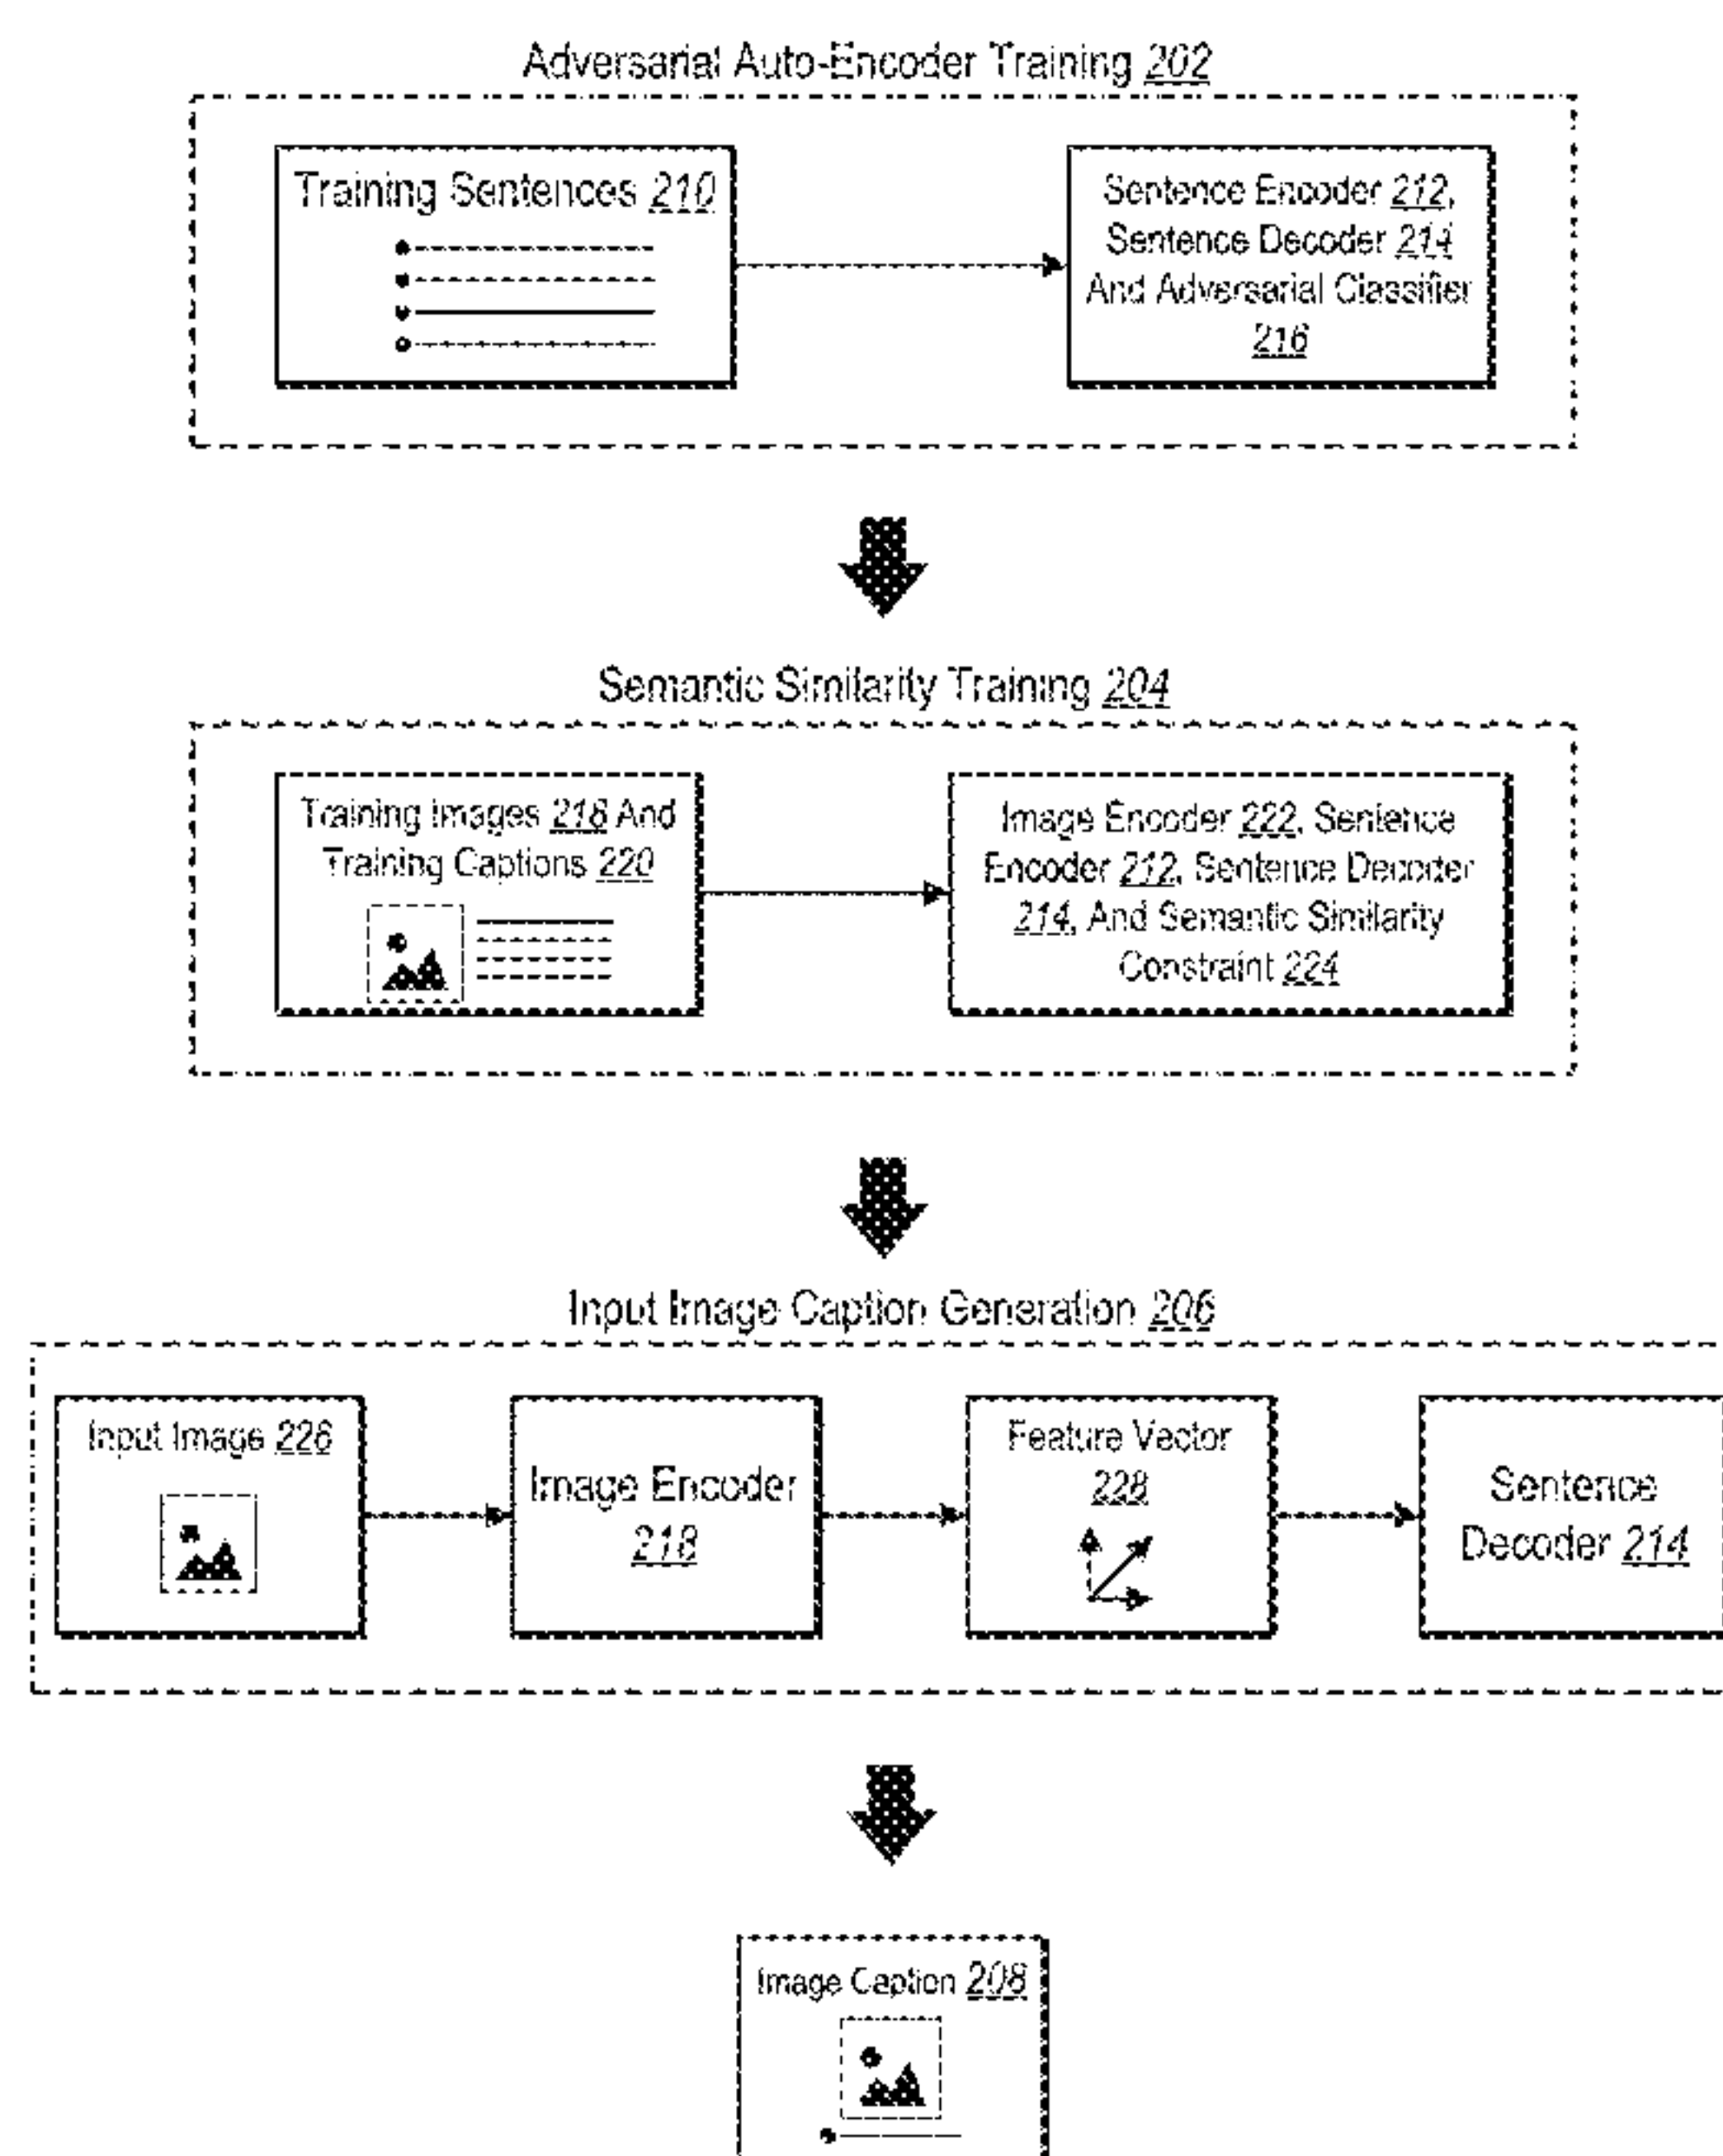 Adversarial Auto-Encoder Training 202
Training Sentences 210
Sentence Encoder 212,
Sentence Decoder 214
And Adversarial Classifier
216
Semantic Similarity Training 204
Training Images 218 And
Training Captions 220
Image Encoder 222, Sentence
Encoder 212, Sentence Decoder
214, And Semantic Similarity
Constraint 224
Input Image Caption Generation 206
Input Image 226
Image Encoder
218
Feature Vector
228
Sentence
Decoder 214
Image Caption 208